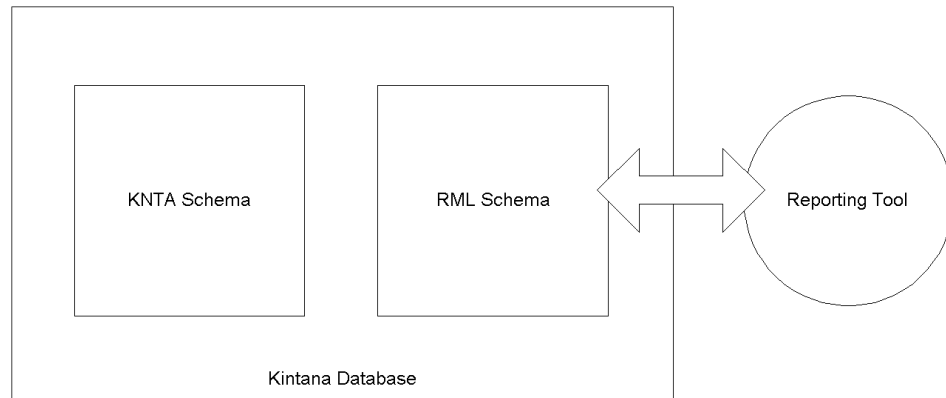 KNTA Schema
RML Schema
Reporting Tool
Kintana Database